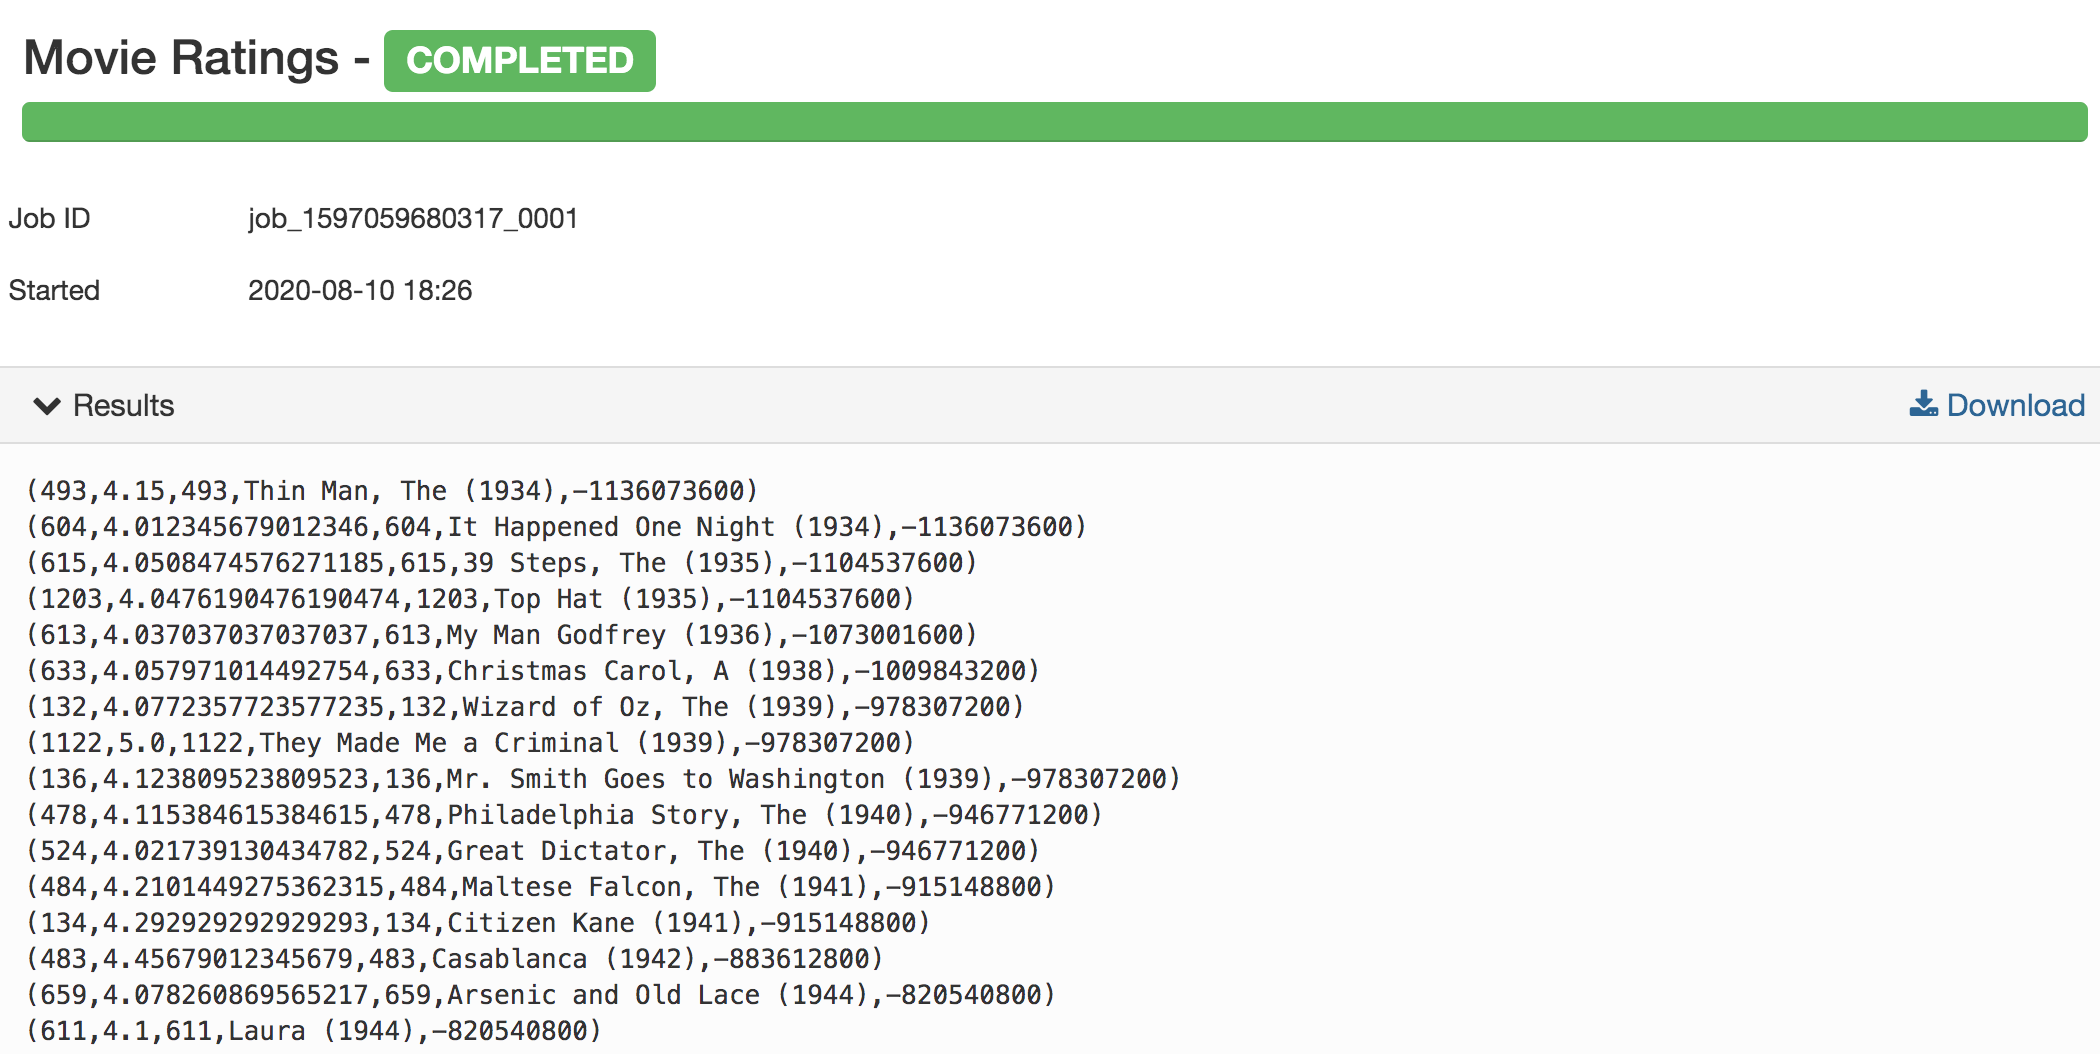 Movie Ratings - COMPLETED
Job ID job_1597059680317_0001
Started 2020-08-10 18:26
Results Download
(493,4.15,493,Thin Man, The (1934),-1136073600)
(604,4.012345679012346,604,It Happened One Night (1934),-1136073600)
(615,4.0508474576271185,615,39 Steps, The (1935),-1104537600)
(1203,4.0476190476190474,1203,Top Hat (1935),-1104537600)
(613,4.037037037037037,613,My Man Godfrey (1936),-1073001600)
(633,4.057971014492754,633,Christmas Carol, A (1938),-1009843200)
(132,4.0772357723577235,132,Wizard of Oz, The (1939),-978307200)
(1122,5.0,1122,They Made Me a Criminal (1939),-978307200)
(136,4.123809523809523,136,Mr. Smith Goes to Washington (1939),-978307200)
(478,4.115384615384615,478,Philadelphia Story, The (1940),-946771200)
(524,4.021739130434782,524,Great Dictator, The (1940),-946771200)
(484,4.2101449275362315,484,Maltese Falcon, The (1941),-915148800)
(134,4.292929292929293,134,Citizen Kane (1941),-915148800)
(483,4.45679012345679,483,Casablanca (1942),-883612800)
(659,4.078260869565217,659,Arsenic and Old Lace (1944),-820540800)
(611,4.1,611,Laura (1944),-820540800)